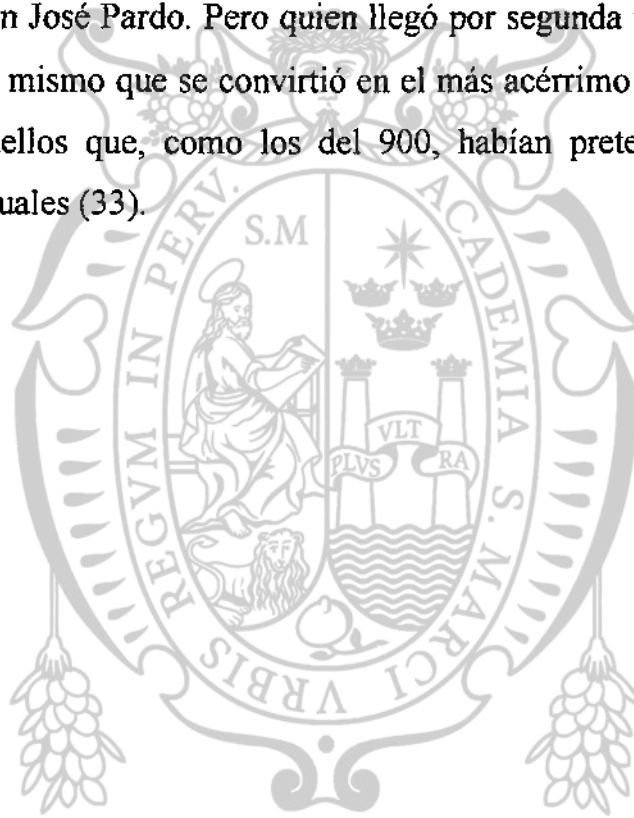 n José Pardo. Pero quien llegó por segunda
mismo que se convirtió en el más acérrimo
ellos que, como los del 900, habían prete
uales (33).
S.M
ACADEMIA S. MARCI VRBIS REGVM IN PERV.
PLVS VLT RA